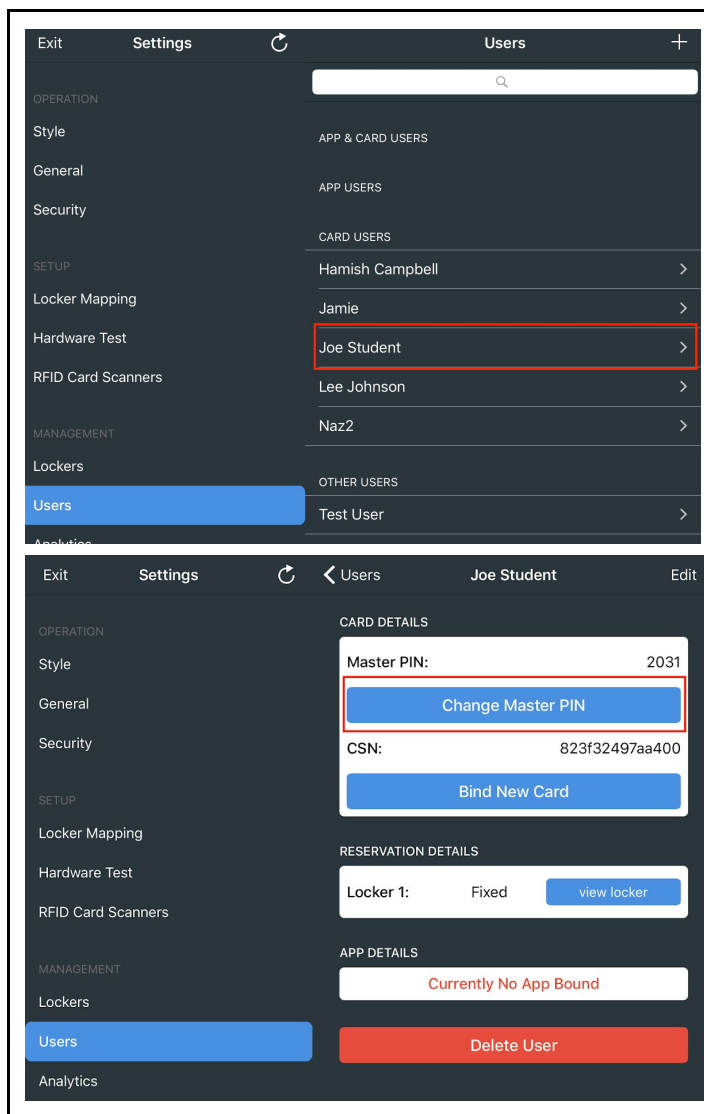 Exit Settings Users
OPERATION
Style
General
Security
SETUP
Locker Mapping
Hardware Test
RFID Card Scanners
MANAGEMENT
Lockers
Users
Analytics
APP & CARD USERS
APP USERS
CARD USERS
Hamish Campbell
Jamie
Joe Student
Lee Johnson
Naz2
OTHER USERS
Test User
Exit Settings Users Joe Student Edit
OPERATION
Style
General
Security
SETUP
Locker Mapping
Hardware Test
RFID Card Scanners
MANAGEMENT
Lockers
Users
Analytics
CARD DETAILS
Master PIN: 2031
Change Master PIN
CSN: 823f32497aa400
Bind New Card
RESERVATION DETAILS
Locker 1: Fixed view locker
APP DETAILS
Currently No App Bound
Delete User